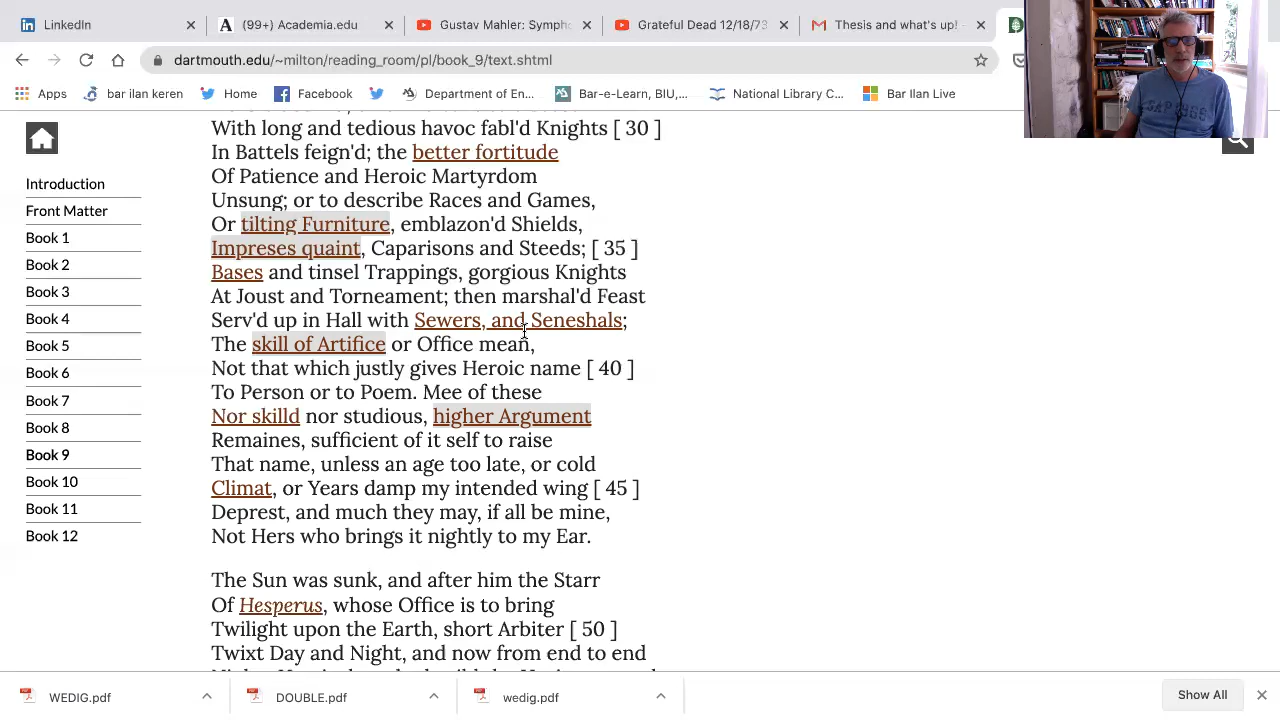 LinkedIn
(99+) Academia.edu
Gustav Mahler: Sympho
Grateful Dead 12/18/73
Thesis and what's up! -
dartmouth.edu/~milton/reading_room/pl/book_9/text.shtml
Apps
bar ilan keren
Home
Facebook
Department of En...
Bar-e-Learn, BIU,...
National Library C...
Bar Ilan Live
Introduction
Front Matter
Book 1
Book 2
Book 3
Book 4
Book 5
Book 6
Book 7
Book 8
Book 9
Book 10
Book 11
Book 12
With long and tedious havoc fabl'd Knights [ 30 ]
In Battels feign'd; the better fortitude
Of Patience and Heroic Martyrdom
Unsung; or to describe Races and Games,
Or tilting Furniture, emblazon'd Shields,
Impreses quaint, Caparisons and Steeds; [ 35 ]
Bases and tinsel Trappings, gorgious Knights
At Joust and Torneament; then marshal'd Feast
Serv'd up in Hall with Sewers, and Seneshals;
The skill of Artifice or Office mean,
Not that which justly gives Heroic name [ 40 ]
To Person or to Poem. Mee of these
Nor skilld nor studious, higher Argument
Remaines, sufficient of it self to raise
That name, unless an age too late, or cold
Climat, or Years damp my intended wing [ 45 ]
Deprest, and much they may, if all be mine,
Not Hers who brings it nightly to my Ear.
The Sun was sunk, and after him the Starr
Of Hesperus, whose Office is to bring
Twilight upon the Earth, short Arbiter [ 50 ]
Twixt Day and Night, and now from end to end
WEDIG.pdf
DOUBLE.pdf
wedig.pdf
Show All